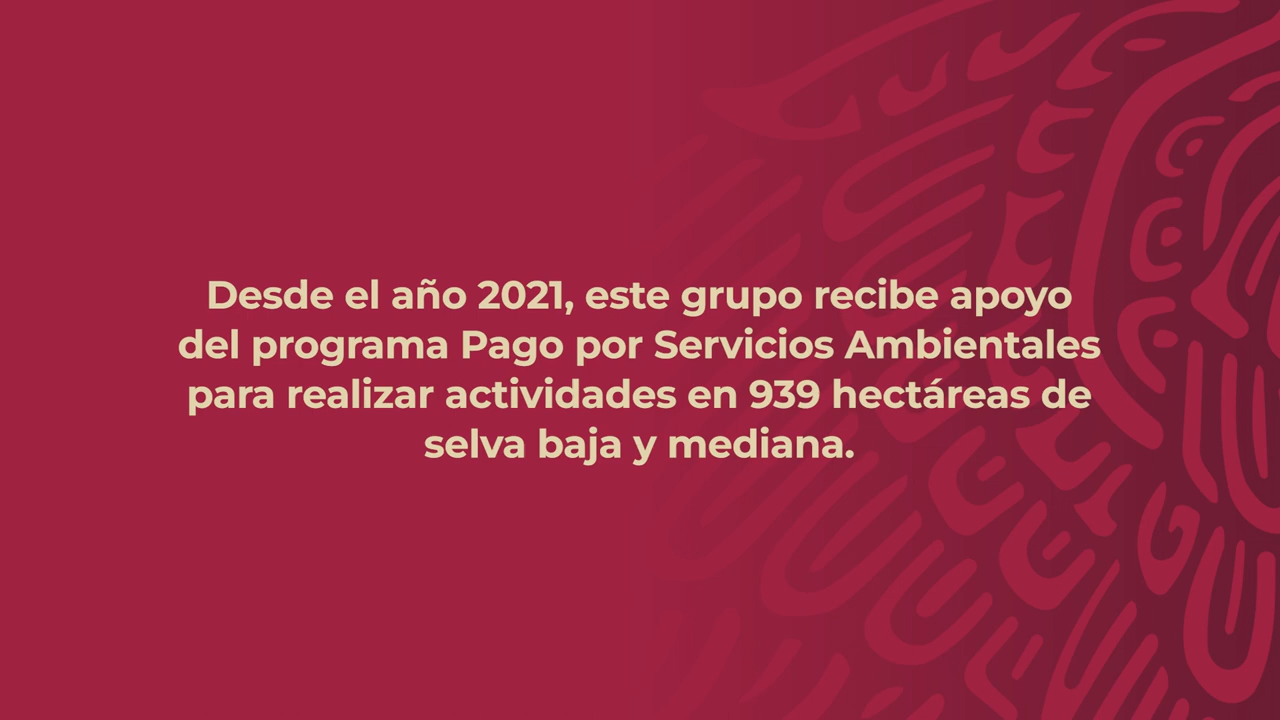 Desde el año 2021, este grupo recibe apoyo
del programa Pago por Servicios Ambientales
para realizar actividades en 939 hectáreas de
selva baja y mediana.